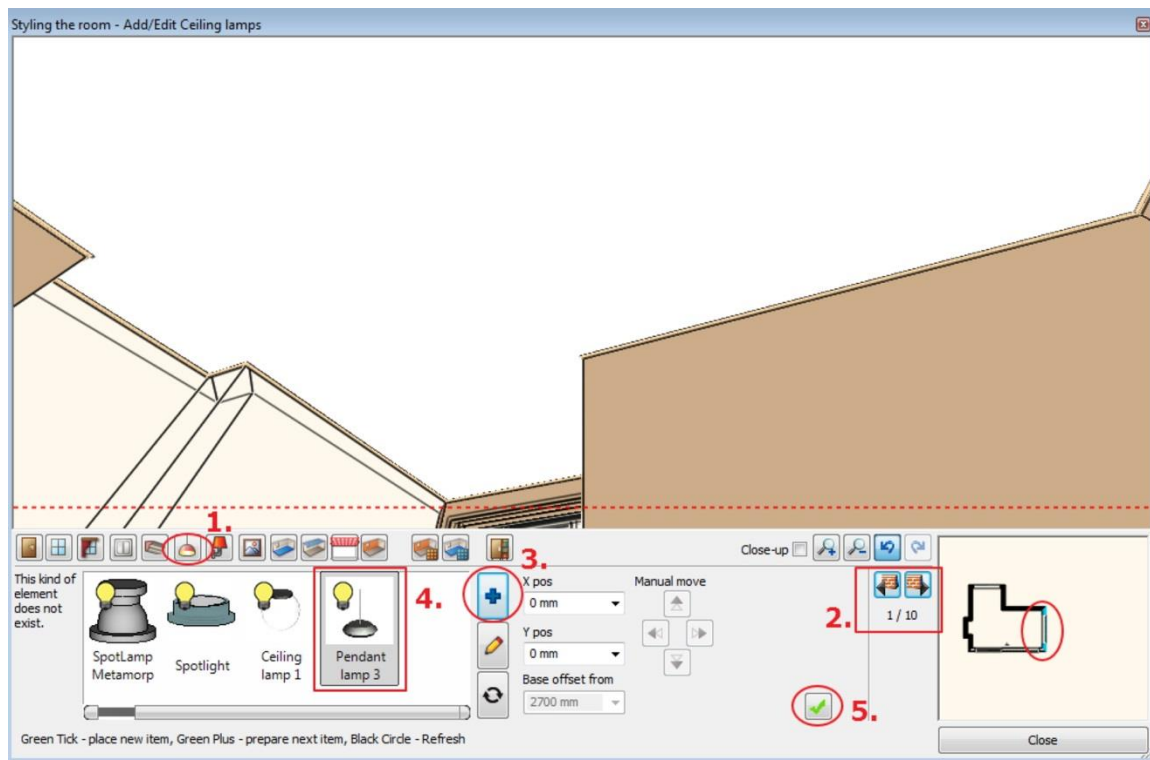 Styling the room - Add/Edit Ceiling lamps
1.
Close-up
This kind of
element
does not
exist.
SpotLamp
Metamorp
Spotlight
Ceiling
lamp 1
Pendant
lamp 3
4.
3.
X pos
0 mm
Y pos
0 mm
Base offset from
2700 mm
Manual move
2.
1 / 10
5.
Green Tick - place new item, Green Plus - prepare next item, Black Circle - Refresh
Close